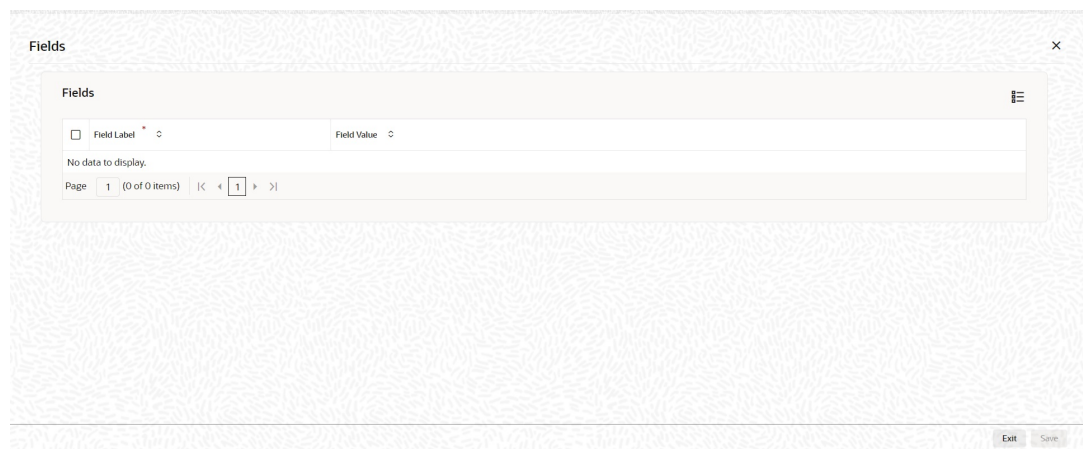 Fields
Fields
Field Label * Field Value
No data to display.
Page 1 (0 of 0 items) 1
Exit Save